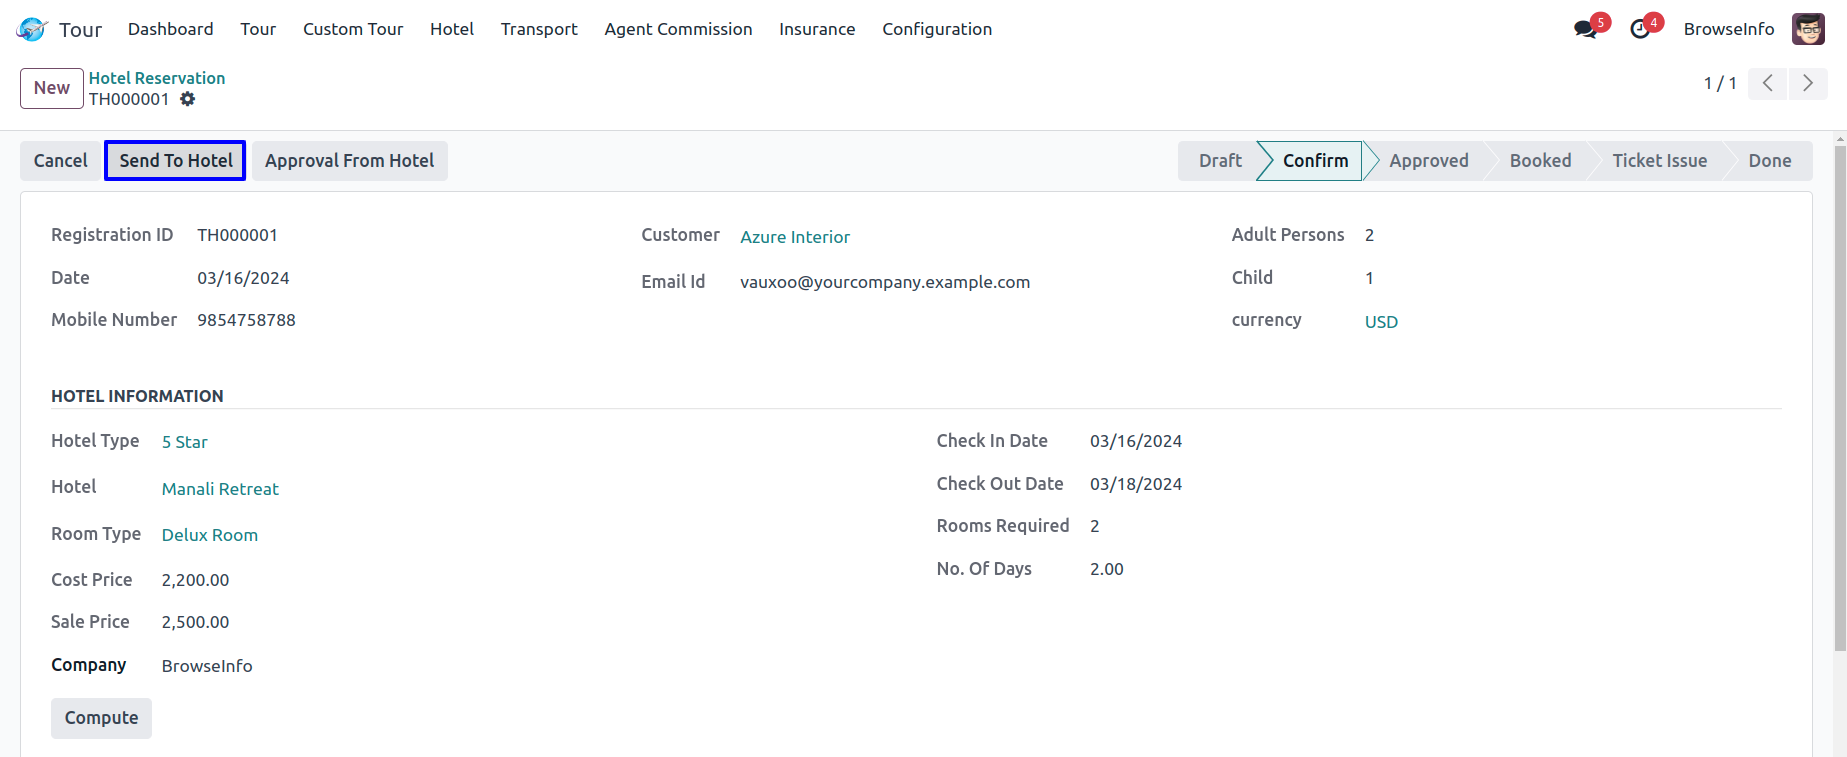 Tour Dashboard Tour Custom Tour Hotel Transport Agent Commission Insurance Configuration 5 4 BrowseInfo
New Hotel Reservation
TH000001 1 / 1
Cancel Send To Hotel Approval From Hotel Draft Confirm Approved Booked Ticket Issue Done
Registration ID TH000001 Customer Azure Interior Adult Persons 2
Date 03/16/2024 Email Id vauxoo@yourcompany.example.com Child 1
Mobile Number 9854758788 currency USD
HOTEL INFORMATION
Hotel Type 5 Star Check In Date 03/16/2024
Hotel Manali Retreat Check Out Date 03/18/2024
Room Type Delux Room Rooms Required 2
Cost Price 2,200.00 No. Of Days 2.00
Sale Price 2,500.00
Company BrowseInfo
Compute